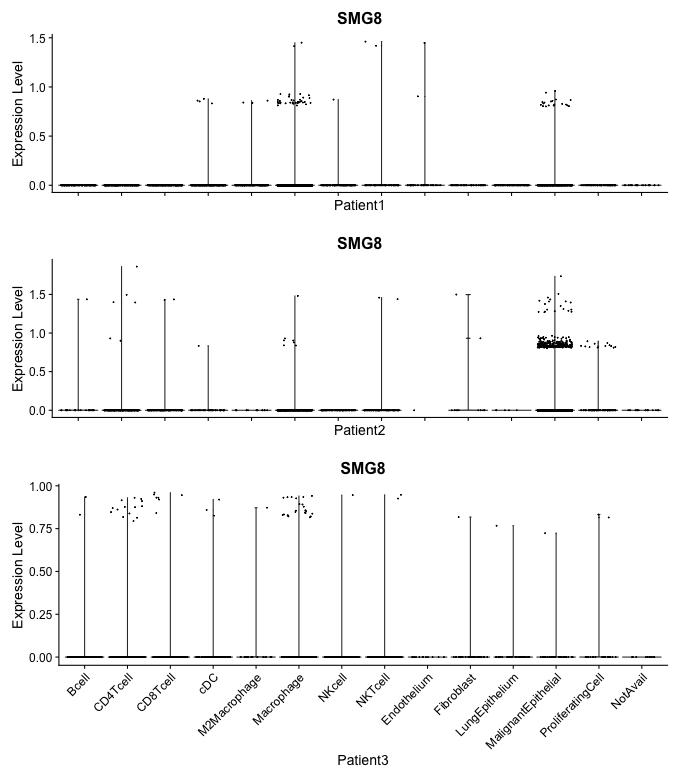 SMG8
Expression Level
1.5
1.0
0.5
0.0
Patient1
SMG8
Expression Level
1.5
1.0
0.5
0.0
Patient2
SMG8
Expression Level
1.00
0.75
0.50
0.25
0.00
Bcell
CD4Tcell
CD8Tcell
cDC
M2Macrophage
Macrophage
NKcell
NKTcell
Endothelium
Fibroblast
LungEpithelium
MalignantEpithelial
ProliferatingCell
NotAvail
Patient3